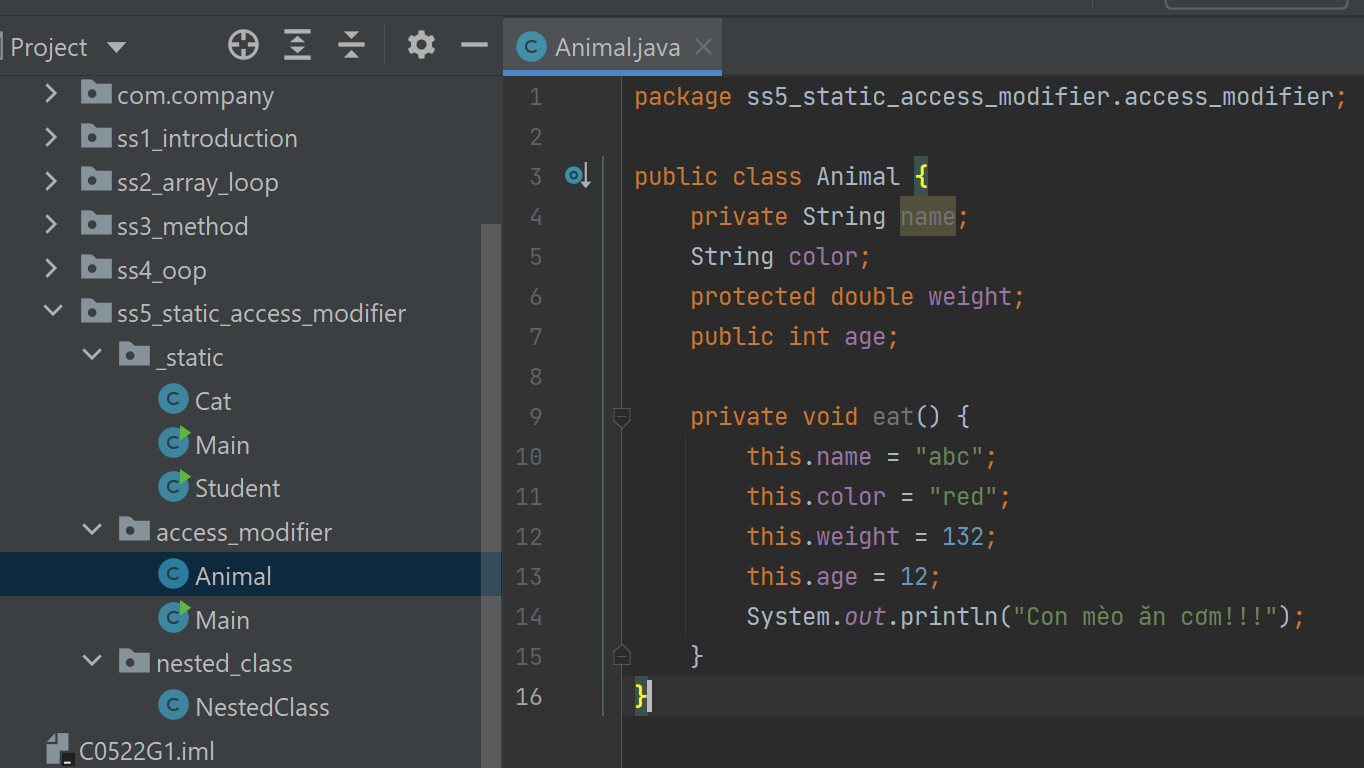 Project
com.company
ss1_introduction
ss2_array_loop
ss3_method
ss4_oop
ss5_static_access_modifier
_static
Cat
Main
Student
access_modifier
Animal
Main
nested_class
NestedClass
C0522G1.iml
Animal.java
1 package ss5_static_access_modifier.access_modifier;
2
3 public class Animal {
4 private String name;
5 String color;
6 protected double weight;
7 public int age;
8
9 private void eat() {
10 this.name = "abc";
11 this.color = "red";
12 this.weight = 132;
13 this.age = 12;
14 System.out.println("Con mèo ăn cơm!!!");
15 }
16 }